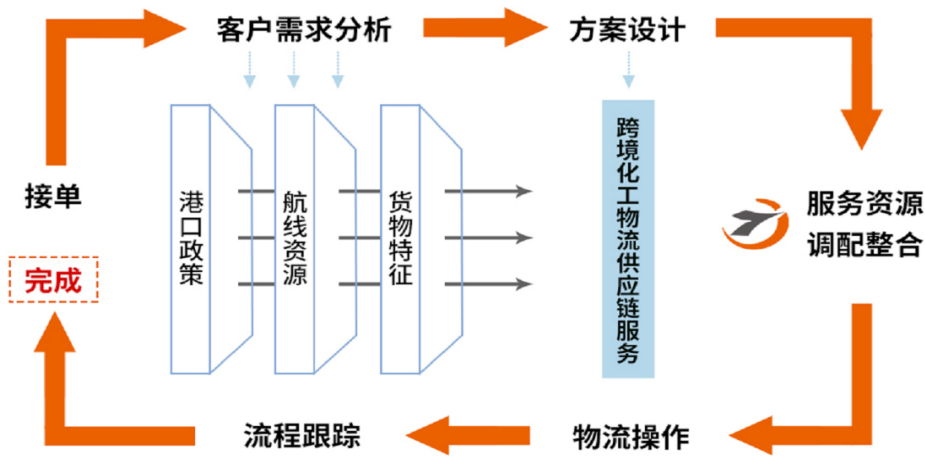 客户需求分析
方案设计
接单
港口政策
航线资源
货物特征
跨境化工物流供应链服务
服务资源
调配整合
完成
流程跟踪
物流操作